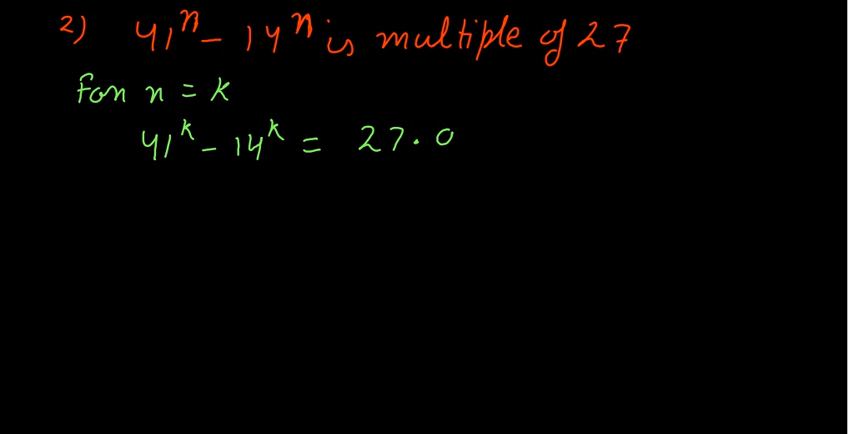 2) 41ⁿ - 14ⁿ is multiple of 27
For n = k
41ᵏ - 14ᵏ = 27 . 0